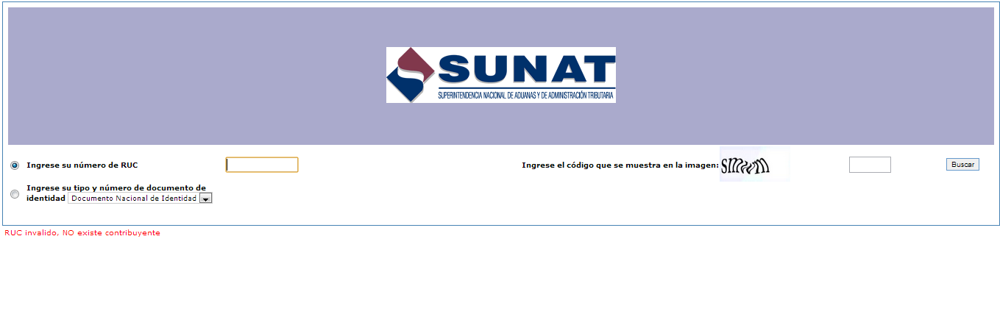 SUNAT
SUPERINTENDENCIA NACIONAL DE ADUANAS Y DE ADMINISTRACIÓN TRIBUTARIA
Ingrese su número de RUC
Ingrese el código que se muestra en la imagen:
Buscar
Ingrese su tipo y número de documento de
identidad Documento Nacional de Identidad
RUC invalido, NO existe contribuyente